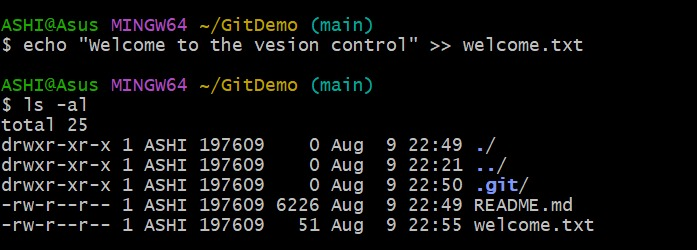 ASHI@Asus MINGW64 ~/GitDemo (main)
$ echo "Welcome to the vesion control" >> welcome.txt
ASHI@Asus MINGW64 ~/GitDemo (main)
$ ls -al
total 25
drwxr-xr-x 1 ASHI 197609    0 Aug  9 22:49 ./
drwxr-xr-x 1 ASHI 197609    0 Aug  9 22:21 ../
drwxr-xr-x 1 ASHI 197609    0 Aug  9 22:50 .git/
-rw-r--r-- 1 ASHI 197609 6226 Aug  9 22:49 README.md
-rw-r--r-- 1 ASHI 197609   51 Aug  9 22:55 welcome.txt